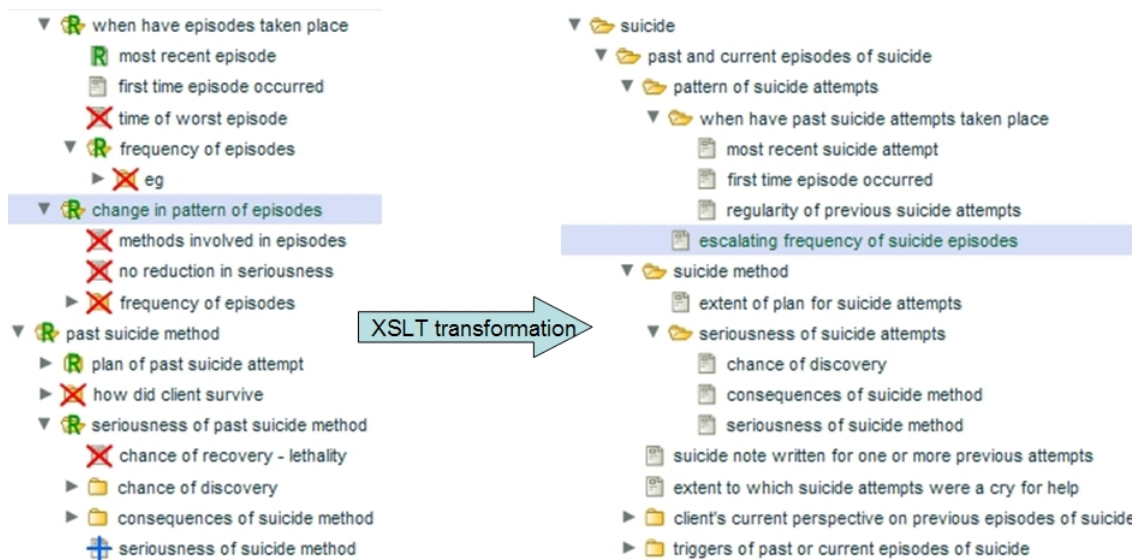 when have episodes taken place
most recent episode
first time episode occurred
time of worst episode
frequency of episodes
eg
change in pattern of episodes
methods involved in episodes
no reduction in seriousness
frequency of episodes
past suicide method
plan of past suicide attempt
how did client survive
seriousness of past suicide method
chance of recovery - lethality
chance of discovery
consequences of suicide method
seriousness of suicide method
XSLT transformation
suicide
past and current episodes of suicide
pattern of suicide attempts
when have past suicide attempts taken place
most recent suicide attempt
first time episode occurred
regularity of previous suicide attempts
escalating frequency of suicide episodes
suicide method
extent of plan for suicide attempts
seriousness of suicide attempts
chance of discovery
consequences of suicide method
seriousness of suicide method
suicide note written for one or more previous attempts
extent to which suicide attempts were a cry for help
client's current perspective on previous episodes of suicide
triggers of past or current episodes of suicide